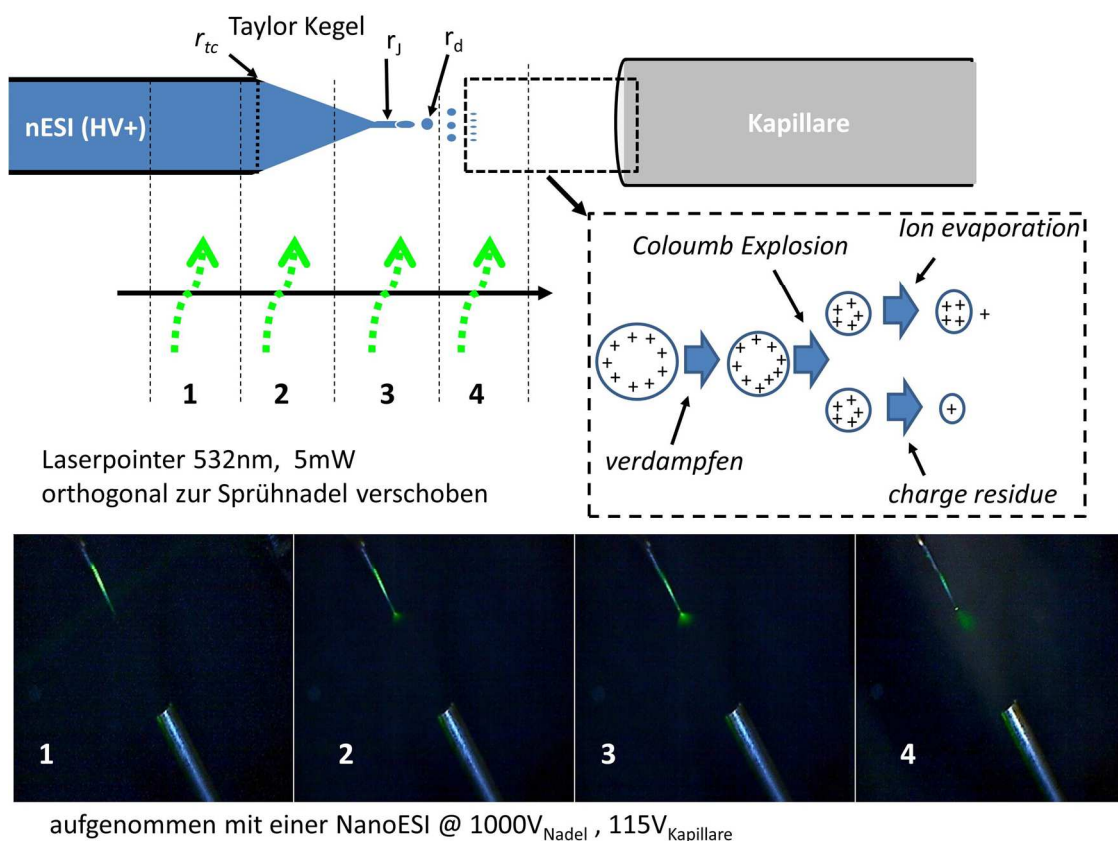 Taylor Kegel
r_tc
r_J
r_d
nESI (HV+)
Kapillare
Coloumb Explosion
Ion evaporation
+ + + + + + + + +
+ + + + + + + + +
+ + + + +
+ + + +
+
+ + + + +
+
verdampfen
charge residue
1 2 3 4
Laserpointer 532nm, 5mW
orthogonal zur Sprühnadel verschoben
1 2 3 4
aufgenommen mit einer NanoESI @ 1000V_Nadel , 115V_Kapillare